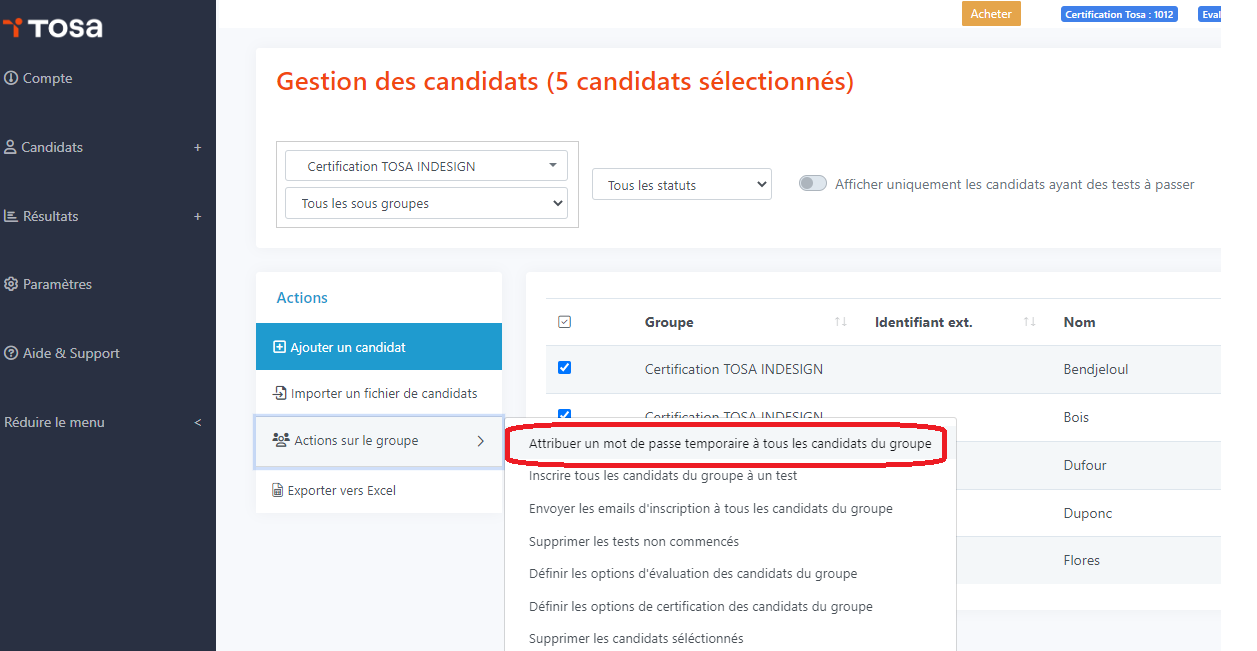 TOSA
Acheter
Certification Tosa : 1012
Eval
Compte
Candidats +
Résultats +
Paramètres
Aide & Support
Réduire le menu <
Gestion des candidats (5 candidats sélectionnés)
Certification TOSA INDESIGN
Tous les sous groupes
Tous les statuts
Afficher uniquement les candidats ayant des tests à passer
Actions
Ajouter un candidat
Importer un fichier de candidats
Actions sur le groupe
Exporter vers Excel
Groupe Identifiant ext. Nom
Certification TOSA INDESIGN Bendjeloul
Certification TOSA INDESIGN Bois
Dufour
Duponc
Flores
Attribuer un mot de passe temporaire à tous les candidats du groupe
Inscrire tous les candidats du groupe à un test
Envoyer les emails d'inscription à tous les candidats du groupe
Supprimer les tests non commencés
Définir les options d'évaluation des candidats du groupe
Définir les options de certification des candidats du groupe
Supprimer les candidats séléctionnés